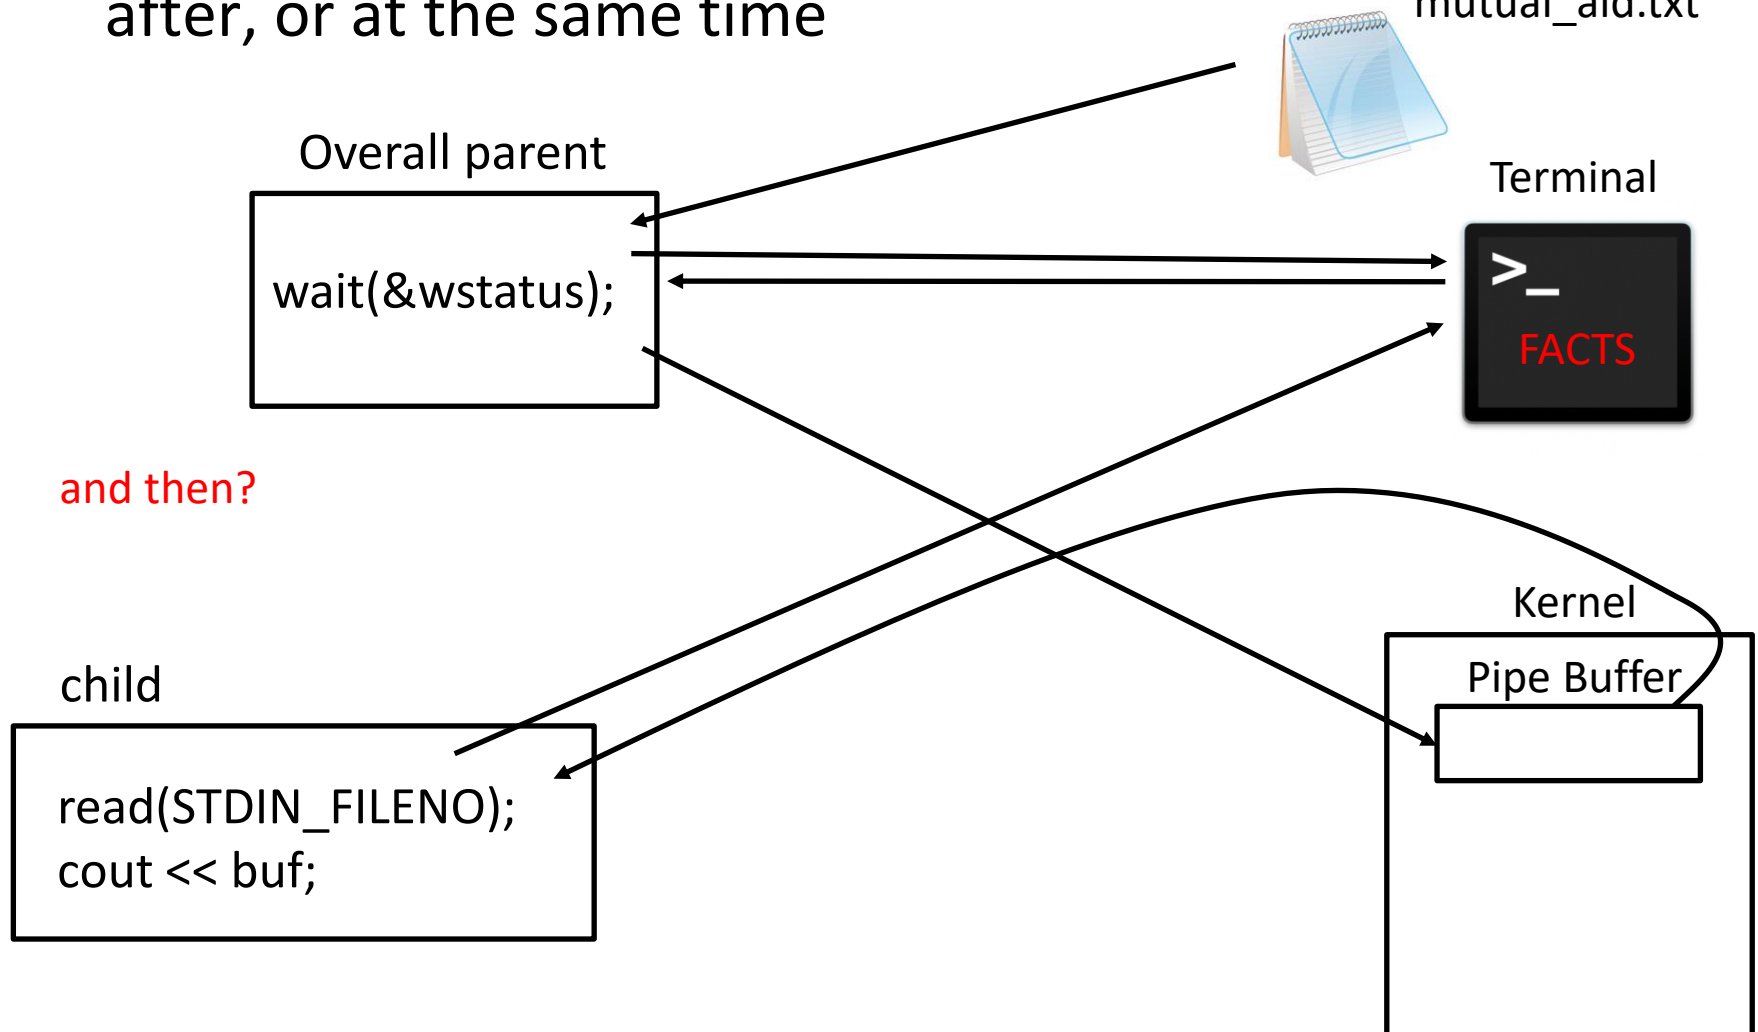 after, or at the same time
mutual_aid.txt
Overall parent
Terminal
wait(&wstatus);
>_
FACTS
and then?
Kernel
child
Pipe Buffer
read(STDIN_FILENO);
cout << buf;